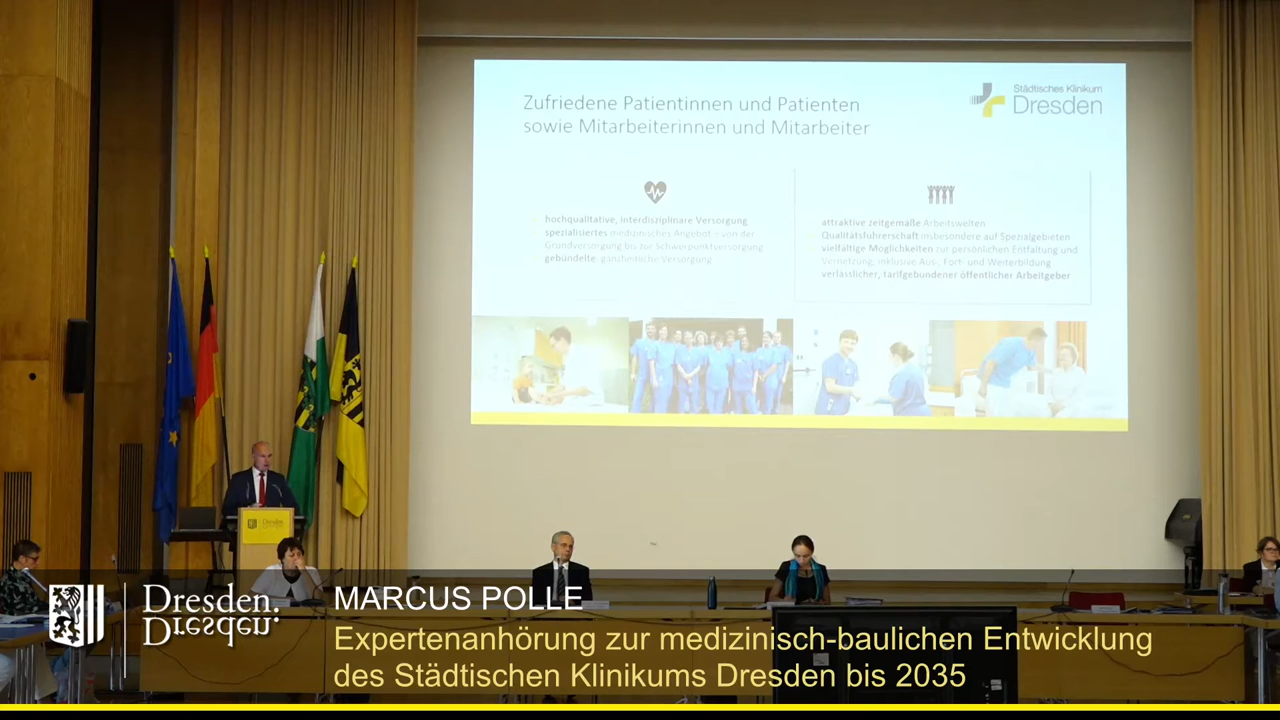 Zufriedene Patientinnen und Patienten
sowie Mitarbeiterinnen und Mitarbeiter
Städtisches Klinikum
Dresden
hochqualitative, interdisziplinäre Versorgung
spezialisiertes medizinisches Angebot – von der
Grundversorgung bis zur Schwerpunktversorgung
gebündelte, ganzheitliche Versorgung
attraktive zeitgemäße Arbeitswelten
Qualitätsführerschaft insbesondere auf Spezialgebieten
vielfältige Möglichkeiten zur persönlichen Entfaltung und
Vernetzung, inklusive Aus-, Fort- und Weiterbildung
verlässlicher, tarifgebundener öffentlicher Arbeitgeber
Dresden.
Dresden.
Dresden.
MARCUS POLLE
Expertenanhörung zur medizinisch-baulichen Entwicklung
des Städtischen Klinikums Dresden bis 2035